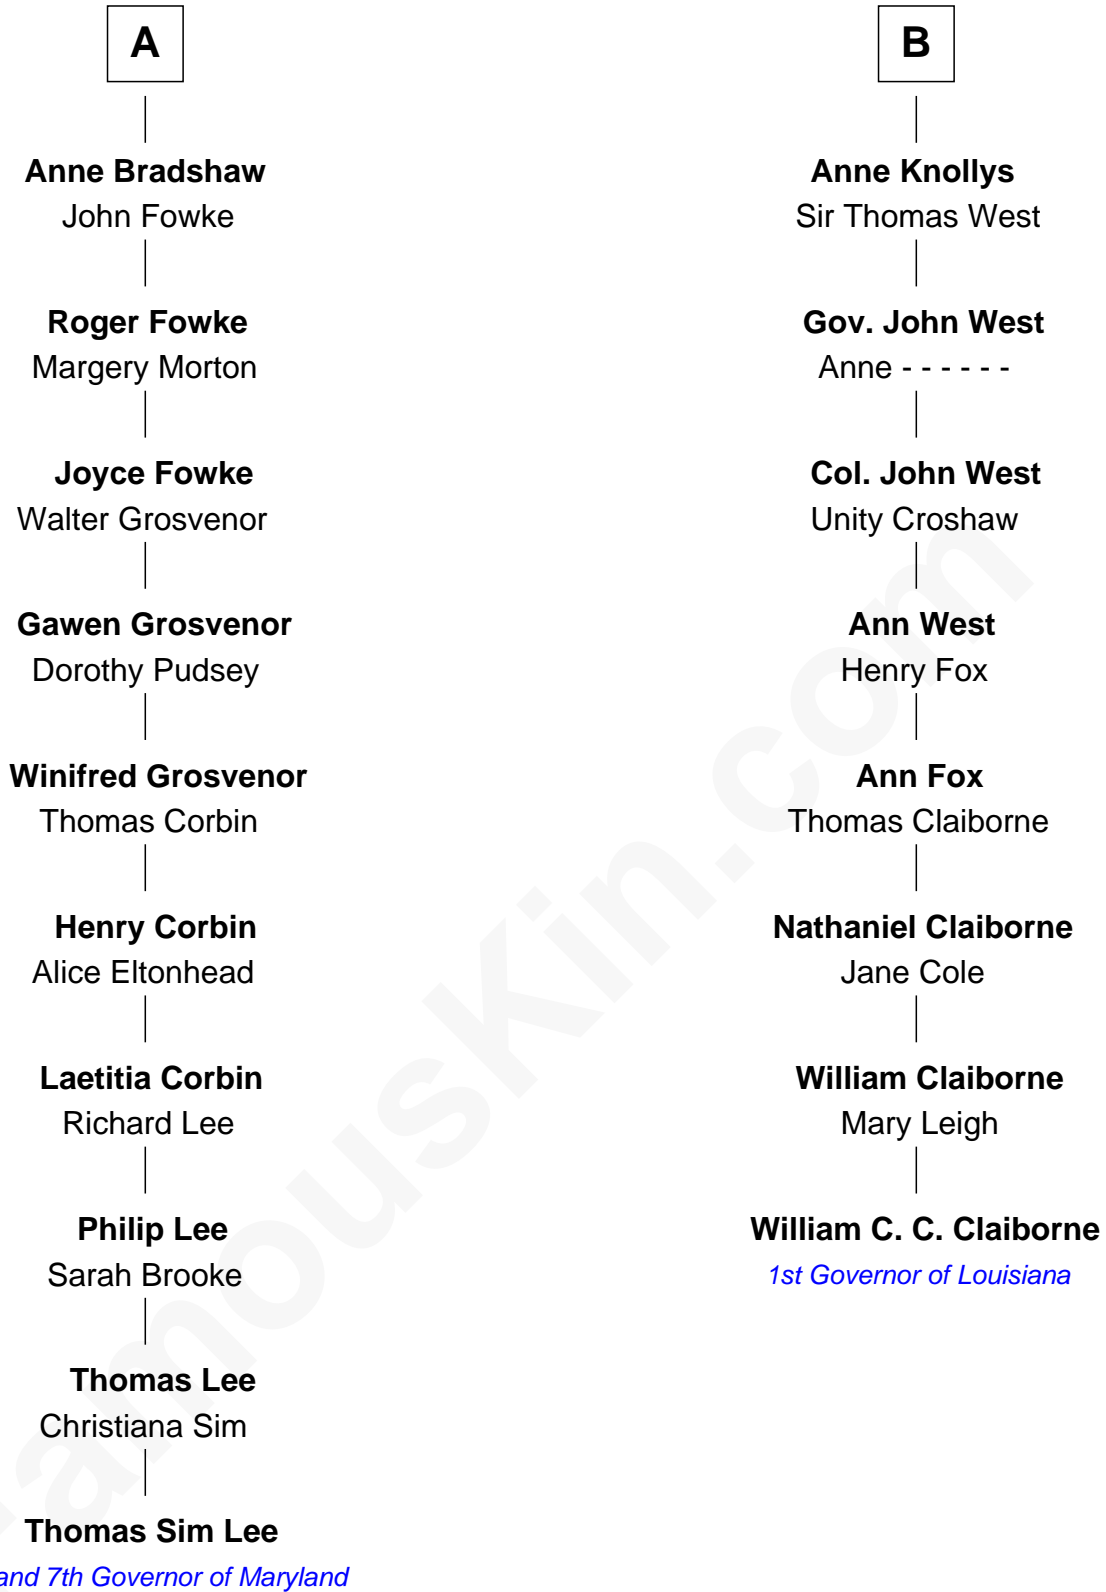 A
Anne Bradshaw
John Fowke
Roger Fowke
Margery Morton
Joyce Fowke
Walter Grosvenor
Gawen Grosvenor
Dorothy Pudsey
Winifred Grosvenor
Thomas Corbin
Henry Corbin
Alice Eltonhead
Laetitia Corbin
Richard Lee
Philip Lee
Sarah Brooke
Thomas Lee
Christiana Sim
Thomas Sim Lee
and 7th Governor of Maryland
B
Anne Knollys
Sir Thomas West
Gov. John West
Anne - - - - - -
Col. John West
Unity Croshaw
Ann West
Henry Fox
Ann Fox
Thomas Claiborne
Nathaniel Claiborne
Jane Cole
William Claiborne
Mary Leigh
William C. C. Claiborne
1st Governor of Louisiana
amouskin.com